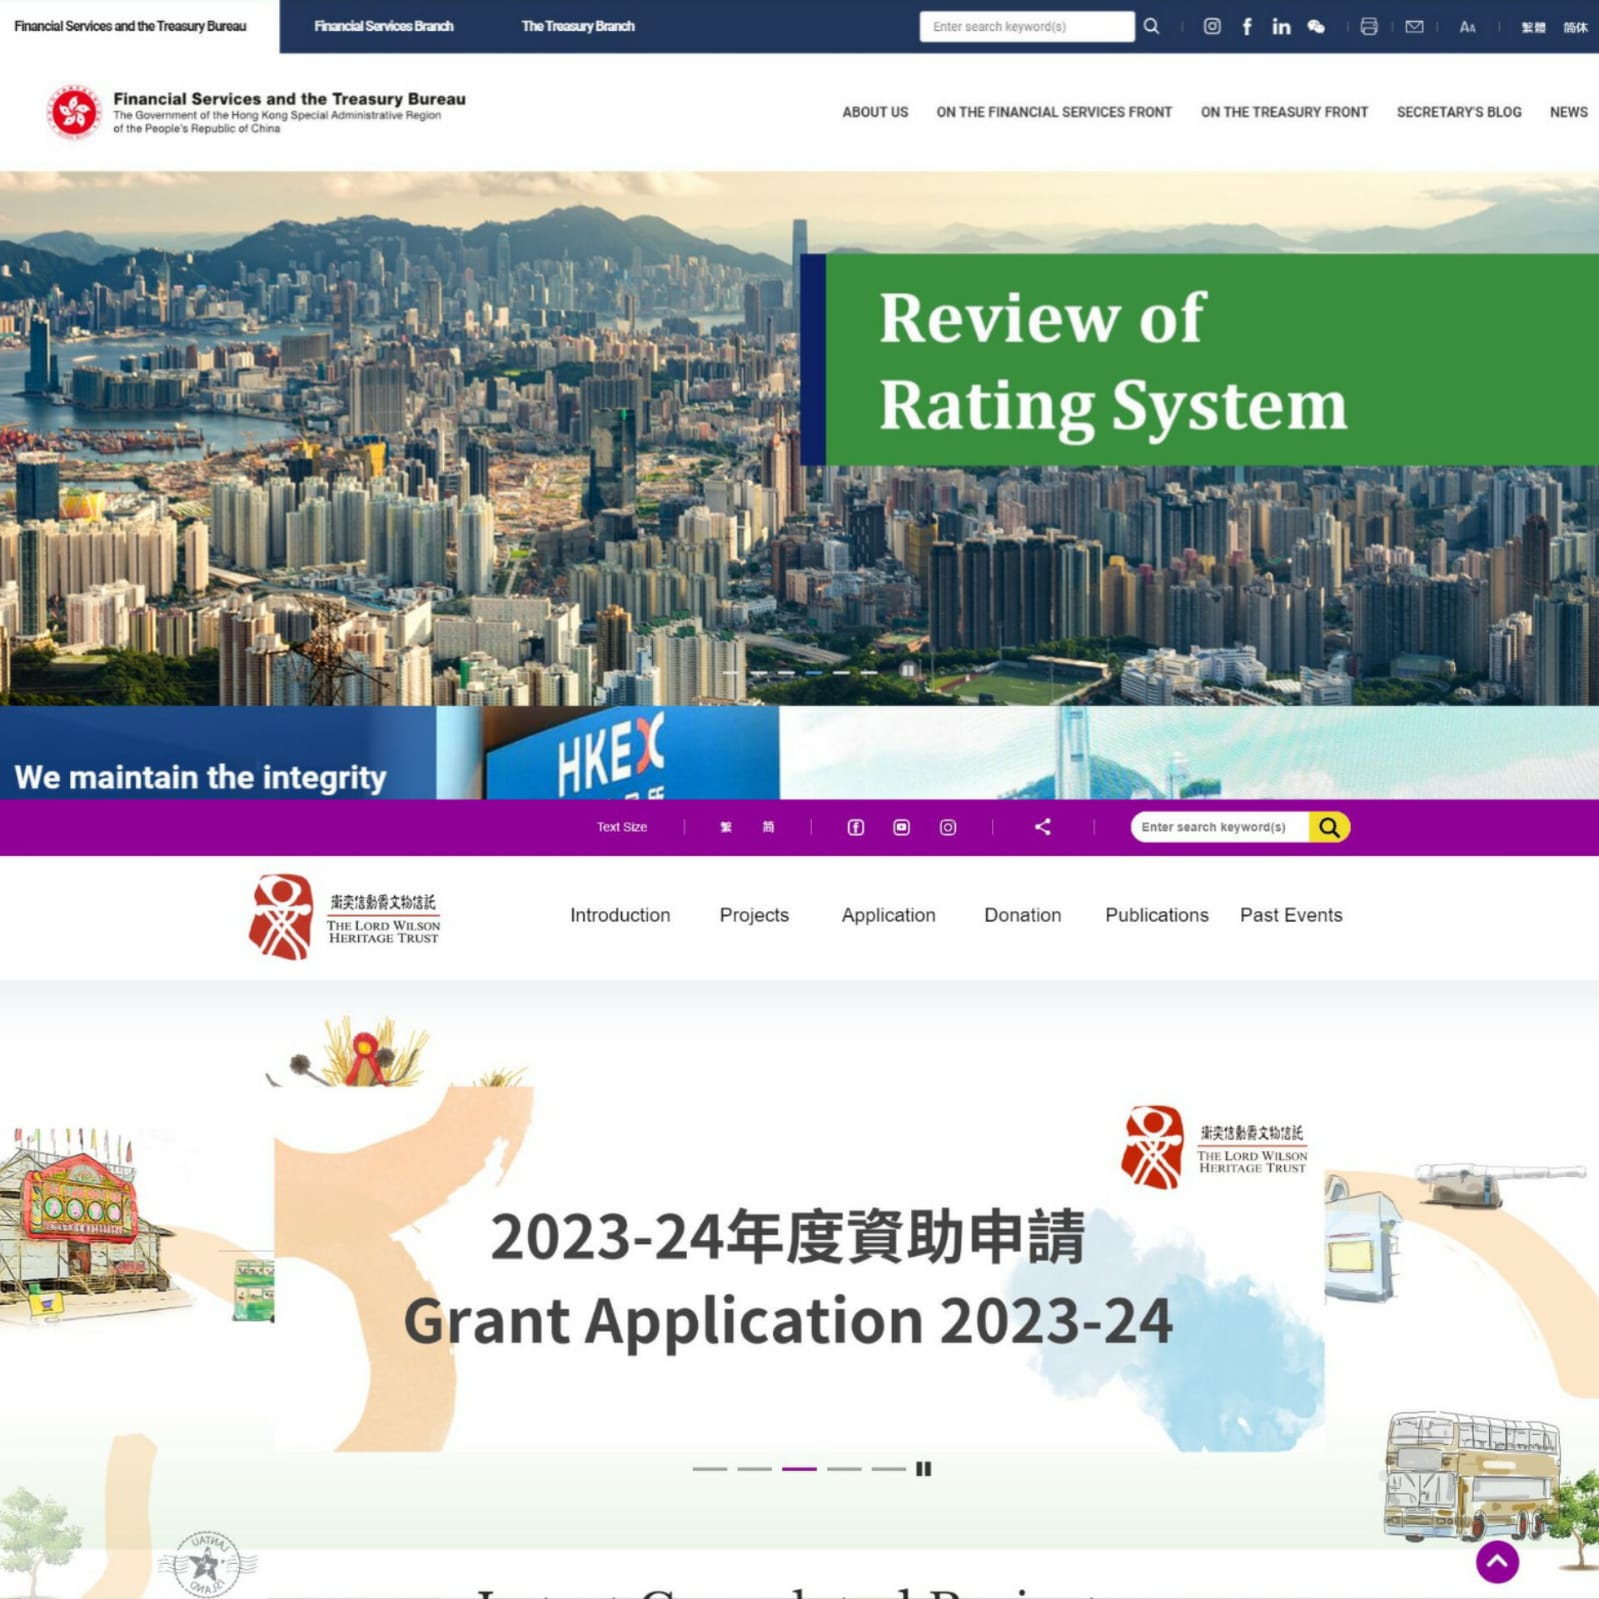 Financial Services and the Treasury Bureau
Financial Services Branch
The Treasury Branch
Enter search keyword(s)
AA
繁體
简体
Financial Services and the Treasury Bureau
The Government of the Hong Kong Special Administrative Region
of the People's Republic of China
ABOUT US
ON THE FINANCIAL SERVICES FRONT
ON THE TREASURY FRONT
SECRETARY'S BLOG
NEWS
Review of
Rating System
We maintain the integrity
HKEX
Text Size
繁
简
Enter search keyword(s)
衞奕信勳爵文物信託
THE LORD WILSON
HERITAGE TRUST
Introduction
Projects
Application
Donation
Publications
Past Events
衞奕信勳爵文物信託
THE LORD WILSON
HERITAGE TRUST
2023-24年度資助申請
Grant Application 2023-24
LANTAU
ISLAND